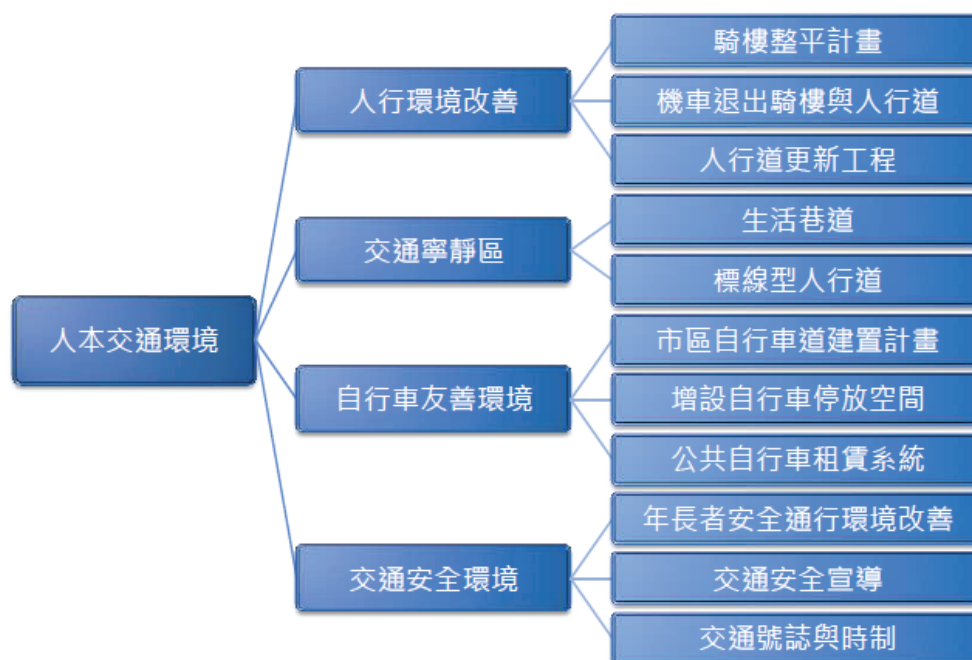 人本交通環境
人行環境改善
騎樓整平計畫
機車退出騎樓與人行道
人行道更新工程
交通寧靜區
生活巷道
標線型人行道
自行車友善環境
市區自行車道建置計畫
增設自行車停放空間
公共自行車租賃系統
交通安全環境
年長者安全通行環境改善
交通安全宣導
交通號誌與時制